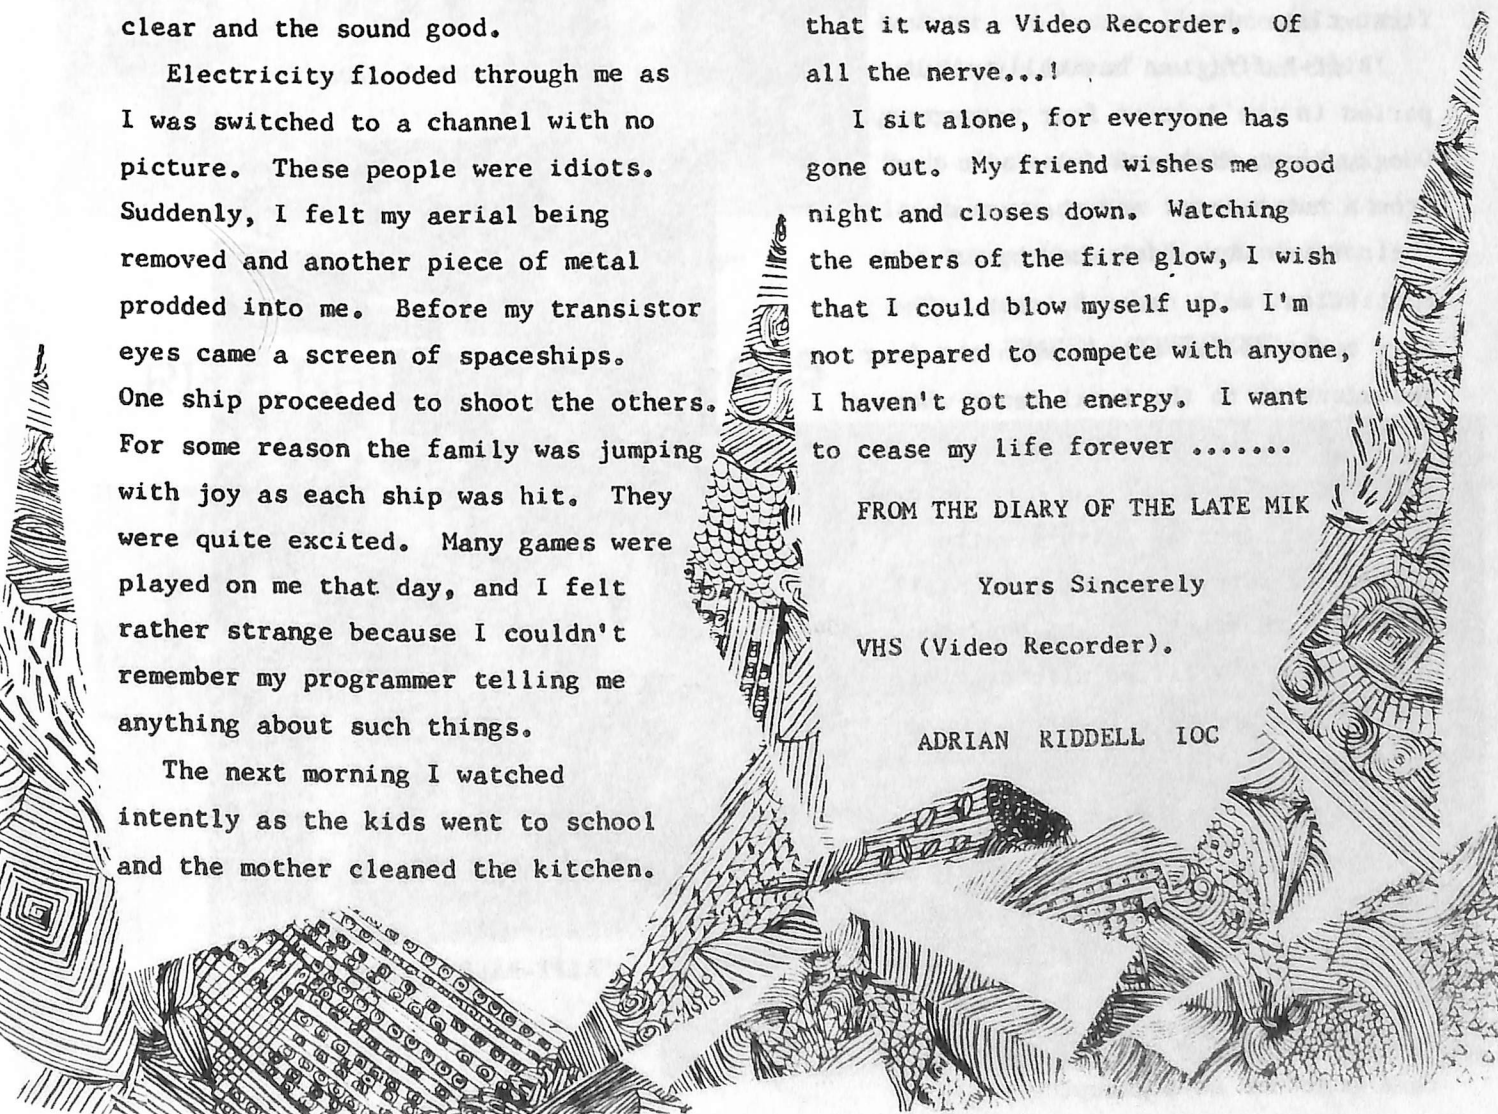 clear and the sound good.
Electricity flooded through me as
I was switched to a channel with no
picture. These people were idiots.
Suddenly, I felt my aerial being
removed and another piece of metal
prodded into me. Before my transistor
eyes came a screen of spaceships.
One ship proceeded to shoot the others.
For some reason the family was jumping
with joy as each ship was hit. They
were quite excited. Many games were
played on me that day, and I felt
rather strange because I couldn't
remember my programmer telling me
anything about such things.
The next morning I watched
intently as the kids went to school
and the mother cleaned the kitchen.
that it was a Video Recorder. Of
all the nerve...!
I sit alone, for everyone has
gone out. My friend wishes me good
night and closes down. Watching
the embers of the fire glow, I wish
that I could blow myself up. I'm
not prepared to compete with anyone,
I haven't got the energy. I want
to cease my life forever .......
FROM THE DIARY OF THE LATE MIK
Yours Sincerely
VHS (Video Recorder).
ADRIAN RIDDELL IOC